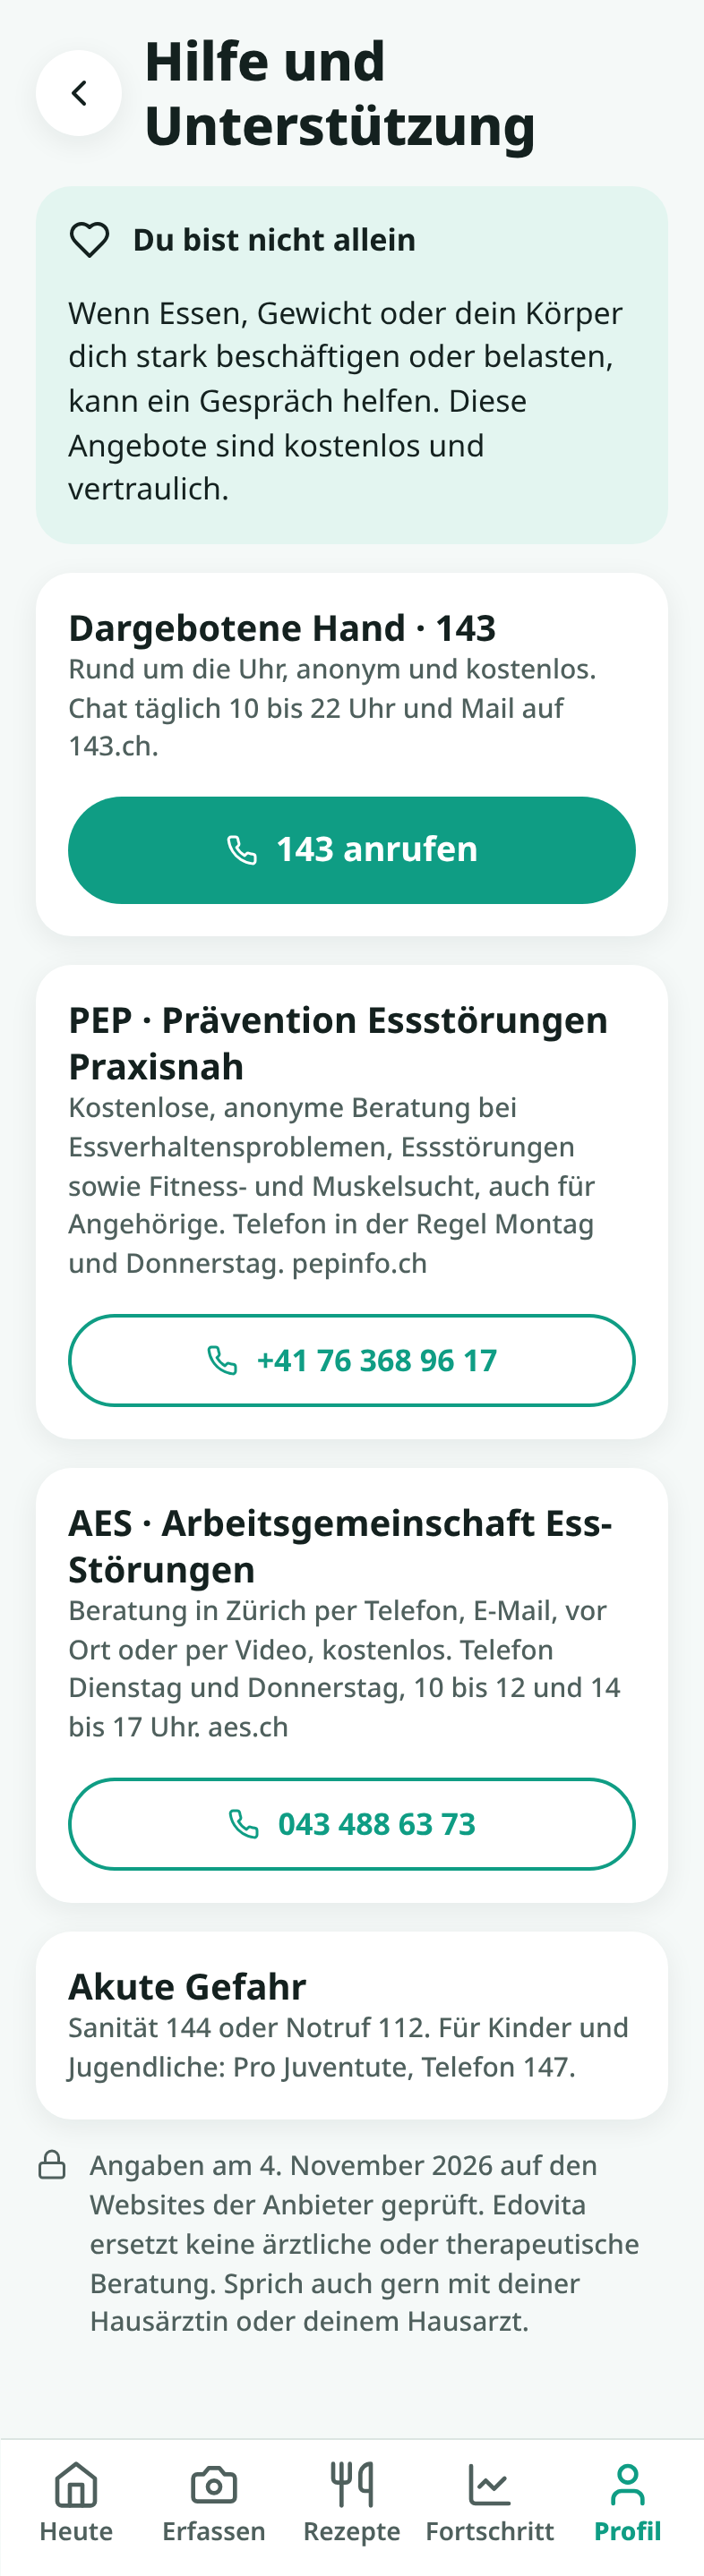 Hilfe und
Unterstützung
Du bist nicht allein
Wenn Essen, Gewicht oder dein Körper
dich stark beschäftigen oder belasten,
kann ein Gespräch helfen. Diese
Angebote sind kostenlos und
vertraulich.
Dargebotene Hand · 143
Rund um die Uhr, anonym und kostenlos.
Chat täglich 10 bis 22 Uhr und Mail auf
143.ch.
143 anrufen
PEP · Prävention Essstörungen
Praxisnah
Kostenlose, anonyme Beratung bei
Essverhaltensproblemen, Essstörungen
sowie Fitness- und Muskelsucht, auch für
Angehörige. Telefon in der Regel Montag
und Donnerstag. pepinfo.ch
+41 76 368 96 17
AES · Arbeitsgemeinschaft Ess-
Störungen
Beratung in Zürich per Telefon, E-Mail, vor
Ort oder per Video, kostenlos. Telefon
Dienstag und Donnerstag, 10 bis 12 und 14
bis 17 Uhr. aes.ch
043 488 63 73
Akute Gefahr
Sanität 144 oder Notruf 112. Für Kinder und
Jugendliche: Pro Juventute, Telefon 147.
Angaben am 4. November 2026 auf den
Websites der Anbieter geprüft. Edovita
ersetzt keine ärztliche oder therapeutische
Beratung. Sprich auch gern mit deiner
Hausärztin oder deinem Hausarzt.
Heute
Erfassen
Rezepte
Fortschritt
Profil